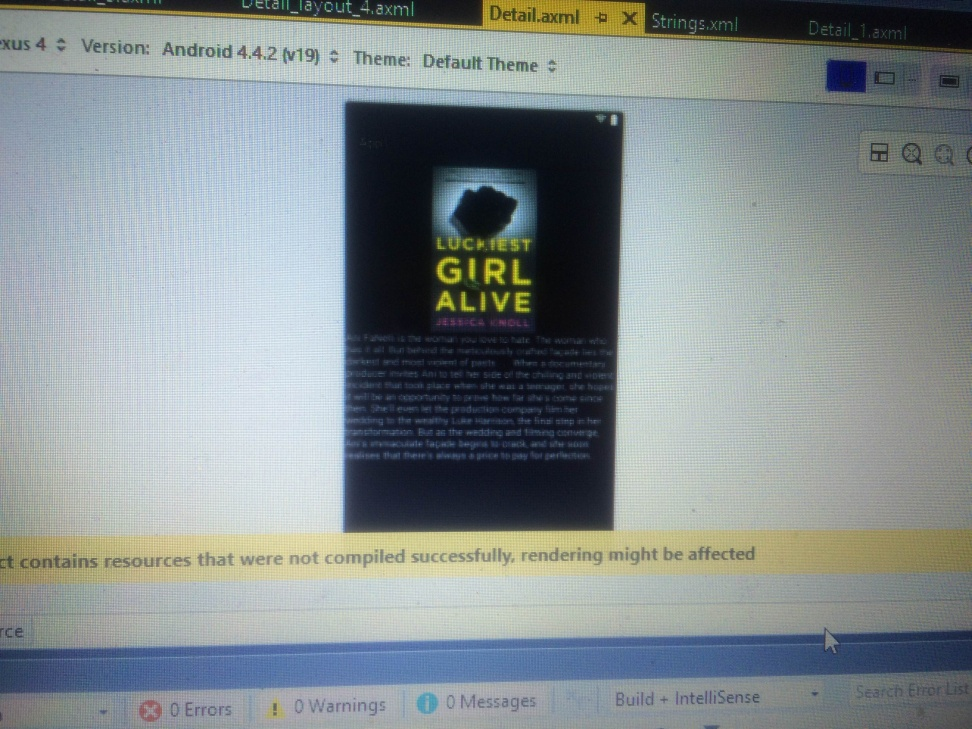 Detail_layout_4.axml
Detail.axml
Strings.xml
Detail_1.axml
xus 4 Version: Android 4.4.2 (v19) Theme: Default Theme
LUCKIEST
GIRL
ALIVE
JESSICA KNOLL
is the woman you love to hate. The woman who
it all. But behind the meticulously crafted façade lies the
darkest and most violent of pasts When a documentary
producer invites Ani to tell her side of the chilling and violent
incident that took place when she was a teenager, she hopes
it will be an opportunity to prove how far she's come since
then. She'll even let the production company film her
wedding to the wealthy Luke Harrison, the final step in her
transformation. But as the wedding and filming converge,
Ani's immaculate façade begins to crack, and she soon
realises that there's always a price to pay for perfection.
ct contains resources that were not compiled successfully, rendering might be affected
rce
0 Errors 0 Warnings 0 Messages Build + IntelliSense Search Error List